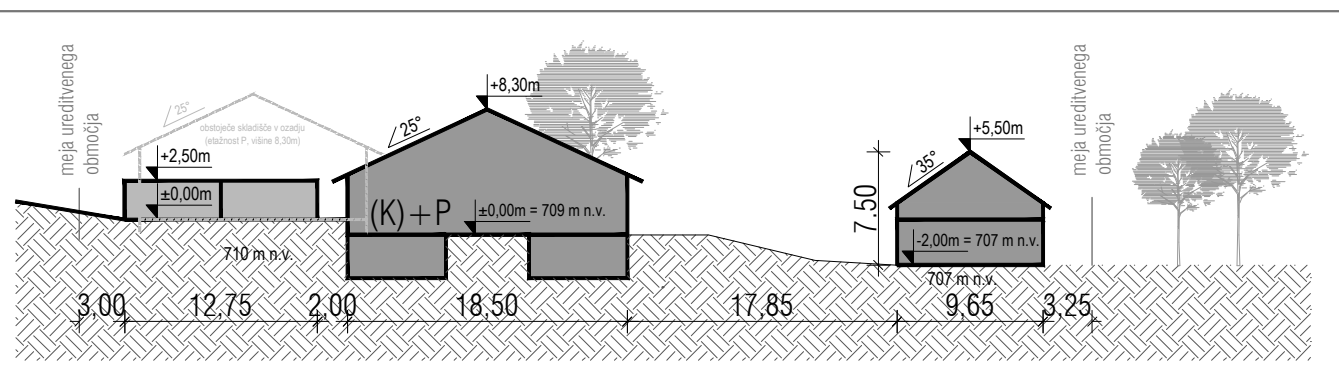 meja ureditvenega
območja
25°
obstoječe skladišče v ozadju
(etažnost P, višine 8,30m)
+2,50m
±0,00m
710 m n.v.
25°
+8,30m
(K)+P
±0,00m = 709 m n.v.
7.50
35°
+5,50m
-2,00m = 707 m n.v.
707 m n.v.
meja ureditvenega
območja
3,00 12,75 2,00 18,50 17,85 9,65 3,25